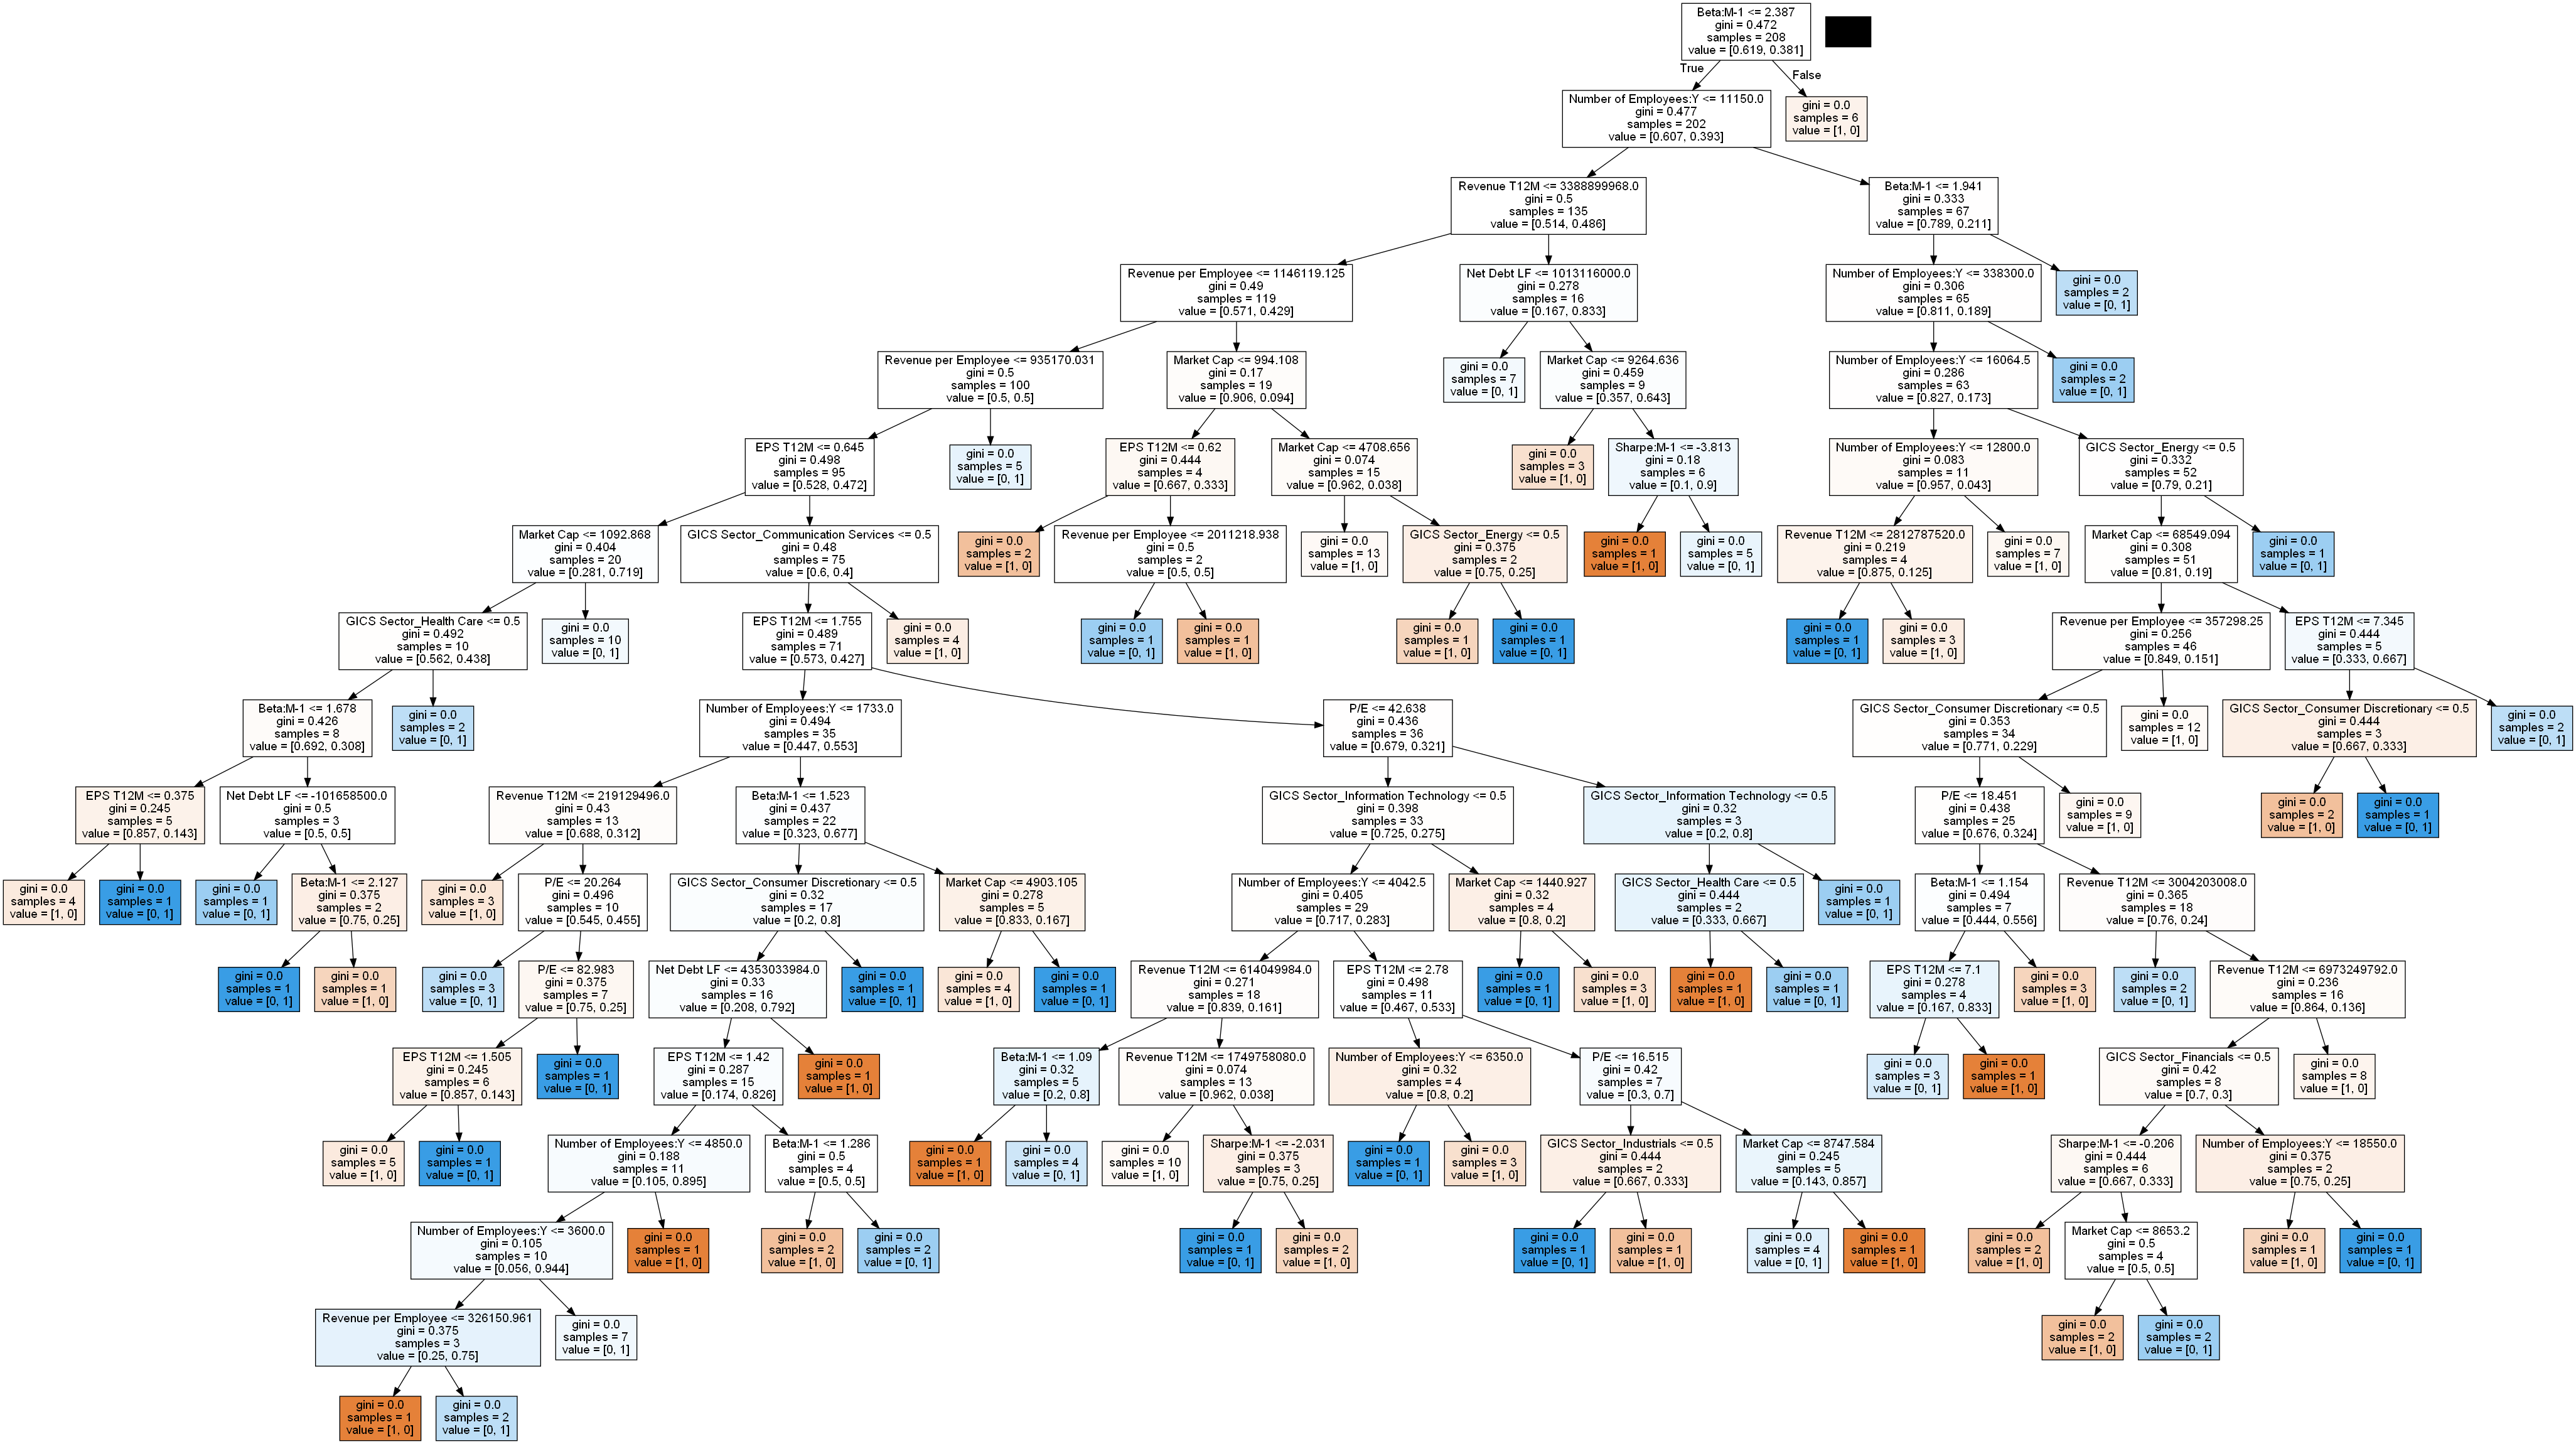 Beta:M-1 <= 2.387
gini = 0.472
samples = 208
value = [0.619, 0.381]
True
False
Number of Employees:Y <= 11150.0
gini = 0.477
samples = 202
value = [0.607, 0.393]
gini = 0.0
samples = 6
value = [1, 0]
Revenue T12M <= 3388899968.0
gini = 0.5
samples = 135
value = [0.514, 0.486]
Beta:M-1 <= 1.941
gini = 0.333
samples = 67
value = [0.789, 0.211]
Revenue per Employee <= 1146119.125
gini = 0.49
samples = 119
value = [0.571, 0.429]
Net Debt LF <= 1013116000.0
gini = 0.278
samples = 16
value = [0.167, 0.833]
Number of Employees:Y <= 338300.0
gini = 0.306
samples = 65
value = [0.811, 0.189]
gini = 0.0
samples = 2
value = [0, 1]
Revenue per Employee <= 935170.031
gini = 0.5
samples = 100
value = [0.5, 0.5]
Market Cap <= 994.108
gini = 0.17
samples = 19
value = [0.906, 0.094]
gini = 0.0
samples = 7
value = [0, 1]
Market Cap <= 9264.636
gini = 0.459
samples = 9
value = [0.357, 0.643]
Number of Employees:Y <= 16064.5
gini = 0.286
samples = 63
value = [0.827, 0.173]
gini = 0.0
samples = 2
value = [0, 1]
EPS T12M <= 0.645
gini = 0.498
samples = 95
value = [0.528, 0.472]
gini = 0.0
samples = 5
value = [0, 1]
EPS T12M <= 0.62
gini = 0.444
samples = 4
value = [0.667, 0.333]
Market Cap <= 4708.656
gini = 0.074
samples = 15
value = [0.962, 0.038]
gini = 0.0
samples = 3
value = [1, 0]
Sharpe:M-1 <= -3.813
gini = 0.18
samples = 6
value = [0.1, 0.9]
Number of Employees:Y <= 12800.0
gini = 0.083
samples = 11
value = [0.957, 0.043]
GICS Sector_Energy <= 0.5
gini = 0.332
samples = 52
value = [0.79, 0.21]
Market Cap <= 1092.868
gini = 0.404
samples = 20
value = [0.281, 0.719]
GICS Sector_Communication Services <= 0.5
gini = 0.48
samples = 75
value = [0.6, 0.4]
gini = 0.0
samples = 2
value = [1, 0]
Revenue per Employee <= 2011218.938
gini = 0.5
samples = 2
value = [0.5, 0.5]
gini = 0.0
samples = 13
value = [1, 0]
GICS Sector_Energy <= 0.5
gini = 0.375
samples = 2
value = [0.75, 0.25]
gini = 0.0
samples = 1
value = [1, 0]
gini = 0.0
samples = 5
value = [0, 1]
Revenue T12M <= 2812787520.0
gini = 0.219
samples = 4
value = [0.875, 0.125]
gini = 0.0
samples = 7
value = [1, 0]
Market Cap <= 68549.094
gini = 0.308
samples = 51
value = [0.81, 0.19]
gini = 0.0
samples = 1
value = [0, 1]
GICS Sector_Health Care <= 0.5
gini = 0.492
samples = 10
value = [0.562, 0.438]
gini = 0.0
samples = 10
value = [0, 1]
EPS T12M <= 1.755
gini = 0.489
samples = 71
value = [0.573, 0.427]
gini = 0.0
samples = 4
value = [1, 0]
gini = 0.0
samples = 1
value = [0, 1]
gini = 0.0
samples = 1
value = [1, 0]
gini = 0.0
samples = 1
value = [1, 0]
gini = 0.0
samples = 1
value = [0, 1]
gini = 0.0
samples = 1
value = [0, 1]
gini = 0.0
samples = 3
value = [1, 0]
Revenue per Employee <= 357298.25
gini = 0.256
samples = 46
value = [0.849, 0.151]
EPS T12M <= 7.345
gini = 0.444
samples = 5
value = [0.333, 0.667]
Beta:M-1 <= 1.678
gini = 0.426
samples = 8
value = [0.692, 0.308]
gini = 0.0
samples = 2
value = [0, 1]
Number of Employees:Y <= 1733.0
gini = 0.494
samples = 35
value = [0.447, 0.553]
P/E <= 42.638
gini = 0.436
samples = 36
value = [0.679, 0.321]
GICS Sector_Consumer Discretionary <= 0.5
gini = 0.353
samples = 34
value = [0.771, 0.229]
gini = 0.0
samples = 12
value = [1, 0]
GICS Sector_Consumer Discretionary <= 0.5
gini = 0.444
samples = 3
value = [0.667, 0.333]
gini = 0.0
samples = 2
value = [0, 1]
EPS T12M <= 0.375
gini = 0.245
samples = 5
value = [0.857, 0.143]
Net Debt LF <= -101658500.0
gini = 0.5
samples = 3
value = [0.5, 0.5]
Revenue T12M <= 219129496.0
gini = 0.43
samples = 13
value = [0.688, 0.312]
Beta:M-1 <= 1.523
gini = 0.437
samples = 22
value = [0.323, 0.677]
GICS Sector_Information Technology <= 0.5
gini = 0.398
samples = 33
value = [0.725, 0.275]
GICS Sector_Information Technology <= 0.5
gini = 0.32
samples = 3
value = [0.2, 0.8]
P/E <= 18.451
gini = 0.438
samples = 25
value = [0.676, 0.324]
gini = 0.0
samples = 9
value = [1, 0]
gini = 0.0
samples = 2
value = [1, 0]
gini = 0.0
samples = 1
value = [0, 1]
gini = 0.0
samples = 4
value = [1, 0]
gini = 0.0
samples = 1
value = [0, 1]
gini = 0.0
samples = 1
value = [0, 1]
Beta:M-1 <= 2.127
gini = 0.375
samples = 2
value = [0.75, 0.25]
gini = 0.0
samples = 3
value = [1, 0]
P/E <= 20.264
gini = 0.496
samples = 10
value = [0.545, 0.455]
GICS Sector_Consumer Discretionary <= 0.5
gini = 0.32
samples = 17
value = [0.2, 0.8]
Market Cap <= 4903.105
gini = 0.278
samples = 5
value = [0.833, 0.167]
Number of Employees:Y <= 4042.5
gini = 0.405
samples = 29
value = [0.717, 0.283]
Market Cap <= 1440.927
gini = 0.32
samples = 4
value = [0.8, 0.2]
GICS Sector_Health Care <= 0.5
gini = 0.444
samples = 2
value = [0.333, 0.667]
gini = 0.0
samples = 1
value = [0, 1]
Beta:M-1 <= 1.154
gini = 0.494
samples = 7
value = [0.444, 0.556]
Revenue T12M <= 3004203008.0
gini = 0.365
samples = 18
value = [0.76, 0.24]
gini = 0.0
samples = 1
value = [0, 1]
gini = 0.0
samples = 1
value = [1, 0]
gini = 0.0
samples = 3
value = [0, 1]
P/E <= 82.983
gini = 0.375
samples = 7
value = [0.75, 0.25]
Net Debt LF <= 4353033984.0
gini = 0.33
samples = 16
value = [0.208, 0.792]
gini = 0.0
samples = 1
value = [0, 1]
gini = 0.0
samples = 4
value = [1, 0]
gini = 0.0
samples = 1
value = [0, 1]
Revenue T12M <= 614049984.0
gini = 0.271
samples = 18
value = [0.839, 0.161]
EPS T12M <= 2.78
gini = 0.498
samples = 11
value = [0.467, 0.533]
gini = 0.0
samples = 1
value = [0, 1]
gini = 0.0
samples = 3
value = [1, 0]
gini = 0.0
samples = 1
value = [1, 0]
gini = 0.0
samples = 1
value = [0, 1]
EPS T12M <= 7.1
gini = 0.278
samples = 4
value = [0.167, 0.833]
gini = 0.0
samples = 3
value = [1, 0]
gini = 0.0
samples = 2
value = [0, 1]
Revenue T12M <= 6973249792.0
gini = 0.236
samples = 16
value = [0.864, 0.136]
EPS T12M <= 1.505
gini = 0.245
samples = 6
value = [0.857, 0.143]
gini = 0.0
samples = 1
value = [0, 1]
EPS T12M <= 1.42
gini = 0.287
samples = 15
value = [0.174, 0.826]
gini = 0.0
samples = 1
value = [1, 0]
Beta:M-1 <= 1.09
gini = 0.32
samples = 5
value = [0.2, 0.8]
Revenue T12M <= 1749758080.0
gini = 0.074
samples = 13
value = [0.962, 0.038]
Number of Employees:Y <= 6350.0
gini = 0.32
samples = 4
value = [0.8, 0.2]
P/E <= 16.515
gini = 0.42
samples = 7
value = [0.3, 0.7]
gini = 0.0
samples = 3
value = [0, 1]
gini = 0.0
samples = 1
value = [1, 0]
GICS Sector_Financials <= 0.5
gini = 0.42
samples = 8
value = [0.7, 0.3]
gini = 0.0
samples = 8
value = [1, 0]
gini = 0.0
samples = 5
value = [1, 0]
gini = 0.0
samples = 1
value = [0, 1]
Number of Employees:Y <= 4850.0
gini = 0.188
samples = 11
value = [0.105, 0.895]
Beta:M-1 <= 1.286
gini = 0.5
samples = 4
value = [0.5, 0.5]
gini = 0.0
samples = 1
value = [1, 0]
gini = 0.0
samples = 4
value = [0, 1]
gini = 0.0
samples = 10
value = [1, 0]
Sharpe:M-1 <= -2.031
gini = 0.375
samples = 3
value = [0.75, 0.25]
gini = 0.0
samples = 1
value = [0, 1]
gini = 0.0
samples = 3
value = [1, 0]
GICS Sector_Industrials <= 0.5
gini = 0.444
samples = 2
value = [0.667, 0.333]
Market Cap <= 8747.584
gini = 0.245
samples = 5
value = [0.143, 0.857]
Sharpe:M-1 <= -0.206
gini = 0.444
samples = 6
value = [0.667, 0.333]
Number of Employees:Y <= 18550.0
gini = 0.375
samples = 2
value = [0.75, 0.25]
Number of Employees:Y <= 3600.0
gini = 0.105
samples = 10
value = [0.056, 0.944]
gini = 0.0
samples = 1
value = [1, 0]
gini = 0.0
samples = 2
value = [1, 0]
gini = 0.0
samples = 2
value = [0, 1]
gini = 0.0
samples = 1
value = [0, 1]
gini = 0.0
samples = 2
value = [1, 0]
gini = 0.0
samples = 1
value = [0, 1]
gini = 0.0
samples = 1
value = [1, 0]
gini = 0.0
samples = 4
value = [0, 1]
gini = 0.0
samples = 1
value = [1, 0]
gini = 0.0
samples = 2
value = [1, 0]
Market Cap <= 8653.2
gini = 0.5
samples = 4
value = [0.5, 0.5]
gini = 0.0
samples = 1
value = [1, 0]
gini = 0.0
samples = 1
value = [0, 1]
Revenue per Employee <= 326150.961
gini = 0.375
samples = 3
value = [0.25, 0.75]
gini = 0.0
samples = 7
value = [0, 1]
gini = 0.0
samples = 2
value = [1, 0]
gini = 0.0
samples = 2
value = [0, 1]
gini = 0.0
samples = 1
value = [1, 0]
gini = 0.0
samples = 2
value = [0, 1]